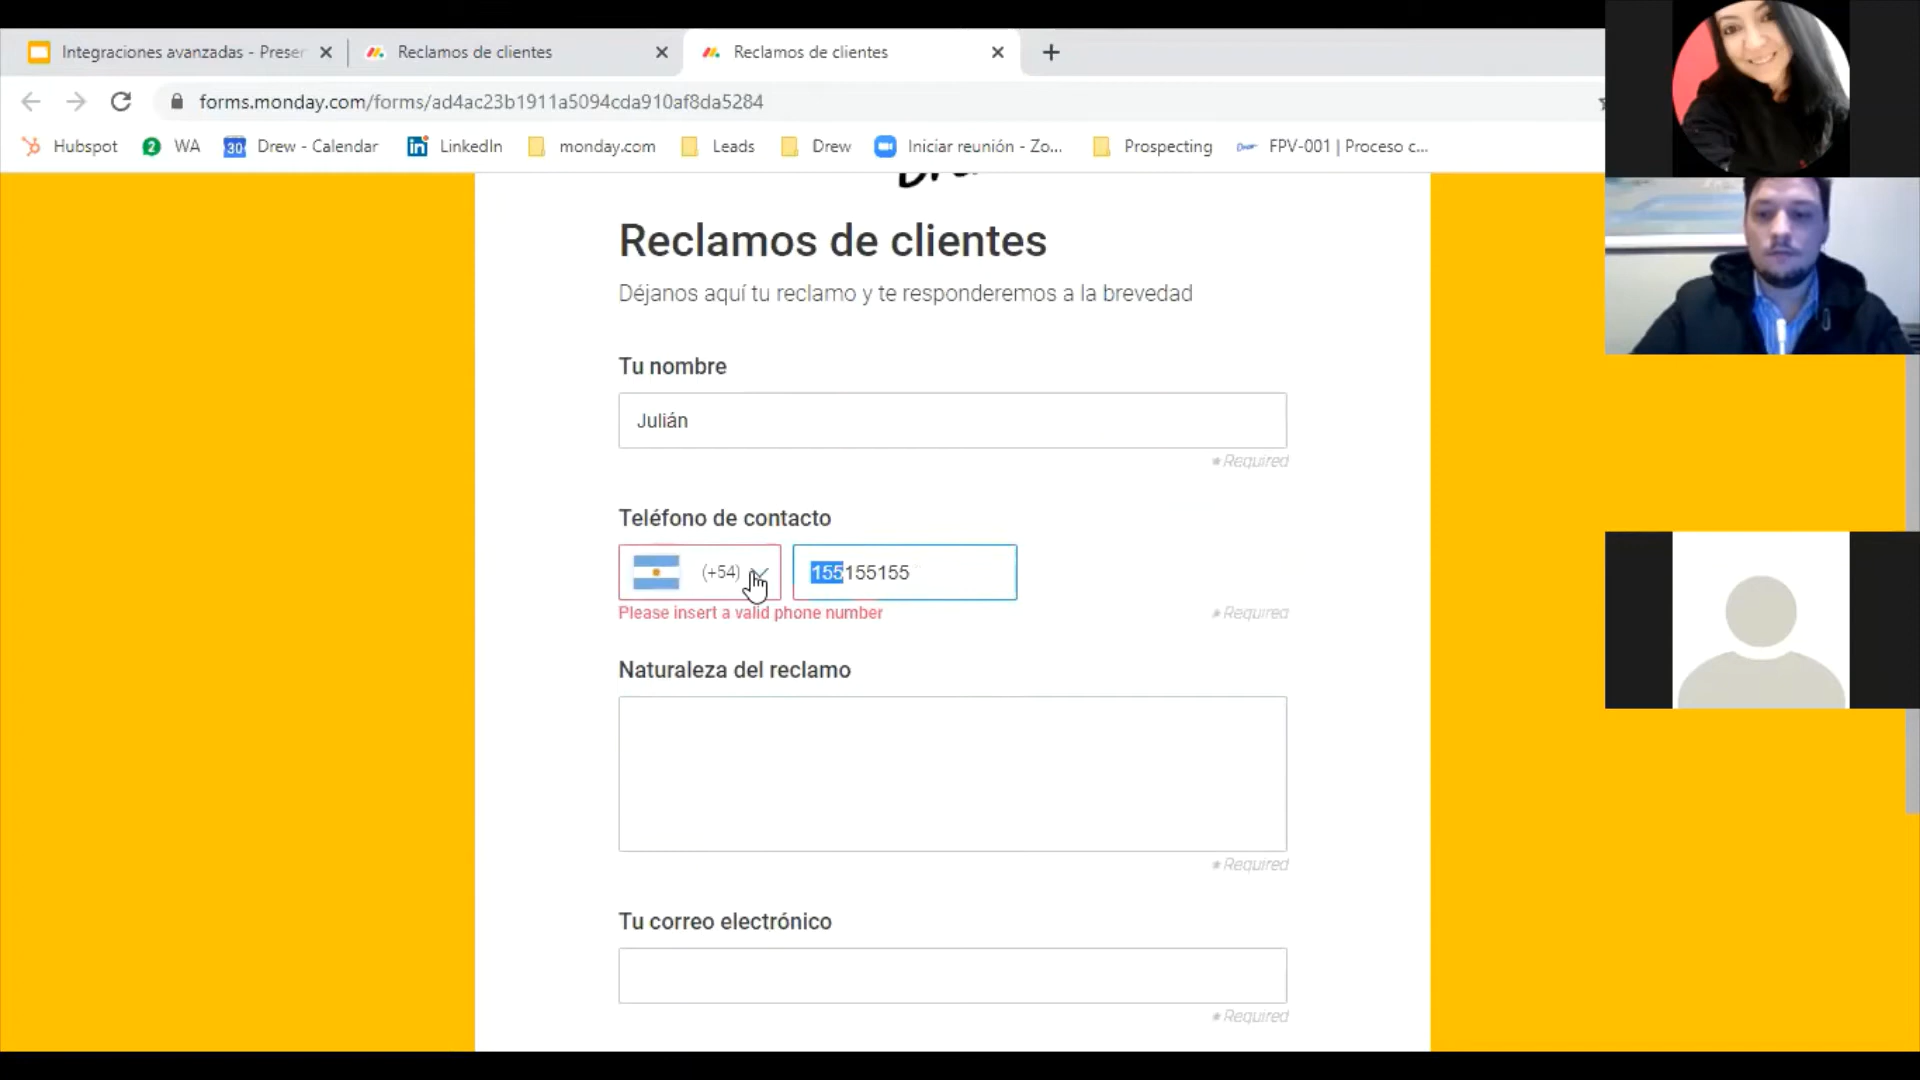 Integraciones avanzadas - Preser
Reclamos de clientes
Reclamos de clientes
forms.monday.com/forms/ad4ac23b1911a5094cda910af8da5284
Hubspot
2 WA
30 Drew - Calendar
in LinkedIn
monday.com
Leads
Drew
Iniciar reunión - Zo...
Prospecting
FPV-001 | Proceso c...
Reclamos de clientes
Déjanos aquí tu reclamo y te responderemos a la brevedad
Tu nombre
Julián
* Required
Teléfono de contacto
(+54)
155155155
Please insert a valid phone number
* Required
Naturaleza del reclamo
* Required
Tu correo electrónico
* Required